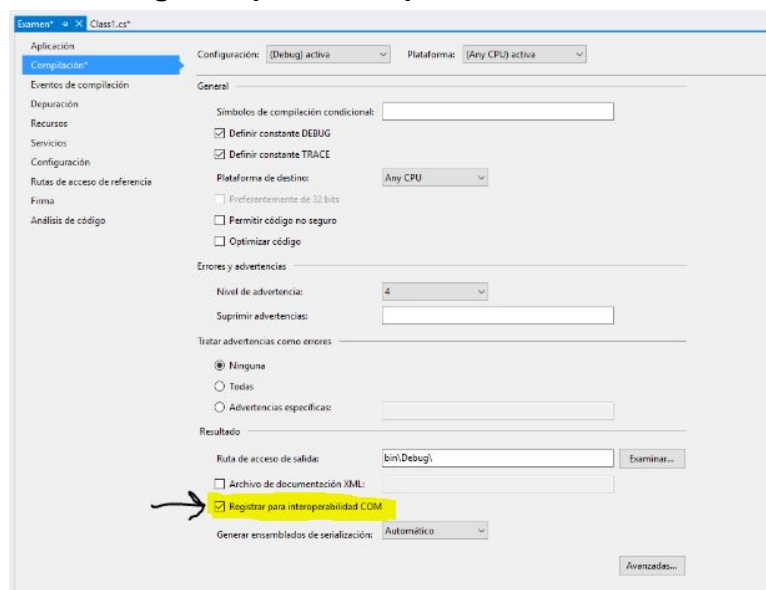 Examen* Class1.cs*
Aplicación
Compilación*
Eventos de compilación
Depuración
Recursos
Servicios
Configuración
Rutas de acceso de referencia
Firma
Análisis de código
Configuración: (Debug) activa Plataforma: (Any CPU) activa
General
Símbolos de compilación condicional:
Definir constante DEBUG
Definir constante TRACE
Plataforma de destino: Any CPU
Preferentemente de 32 bits
Permitir código no seguro
Optimizar código
Errores y advertencias
Nivel de advertencia: 4
Suprimir advertencias:
Tratar advertencias como errores
Ninguna
Todas
Advertencias específicas:
Resultado
Ruta de acceso de salida: bin\Debug\ Examinar...
Archivo de documentación XML:
Registrar para interoperabilidad COM
Generar ensamblados de serialización: Automático
Avanzadas...